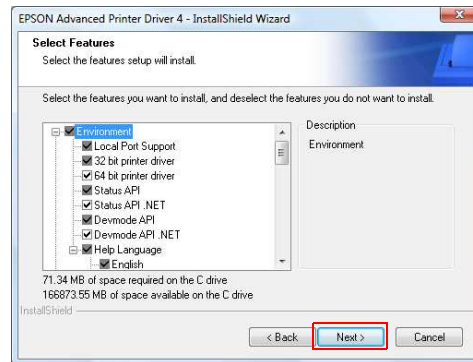 EPSON Advanced Printer Driver 4 - InstallShield Wizard
Select Features
Select the features setup will install.
Select the features you want to install, and deselect the features you do not want to install.
Environment
Local Port Support
32 bit printer driver
64 bit printer driver
Status API
Status API .NET
Devmode API
Devmode API .NET
Help Language
English
Description
Environment
71.34 MB of space required on the C drive
166873.55 MB of space available on the C drive
InstallShield
< Back Next > Cancel